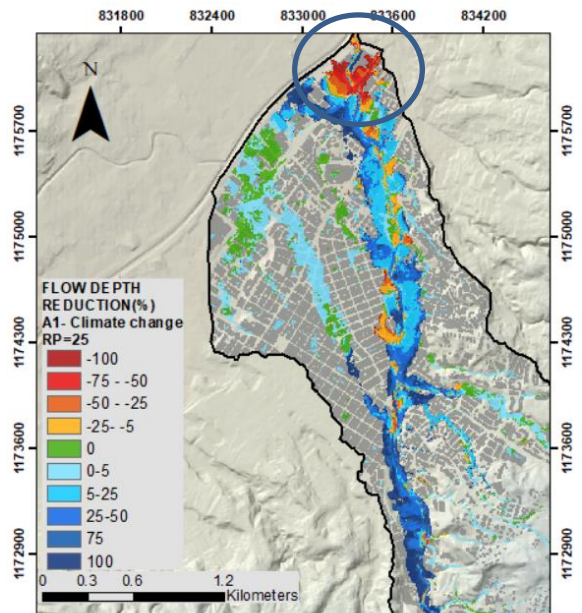 831800 832400 833000 833600 834200
N
1175700
1175000
1174300
1173600
1172900
FLOW DEPTH
REDUCTION(%)
A1- Climate change
RP=25
-100
-75 - -50
-50 - -25
-25- -5
0
0-5
5-25
25-50
75
100
0 0.3 0.6 1.2
Kilometers